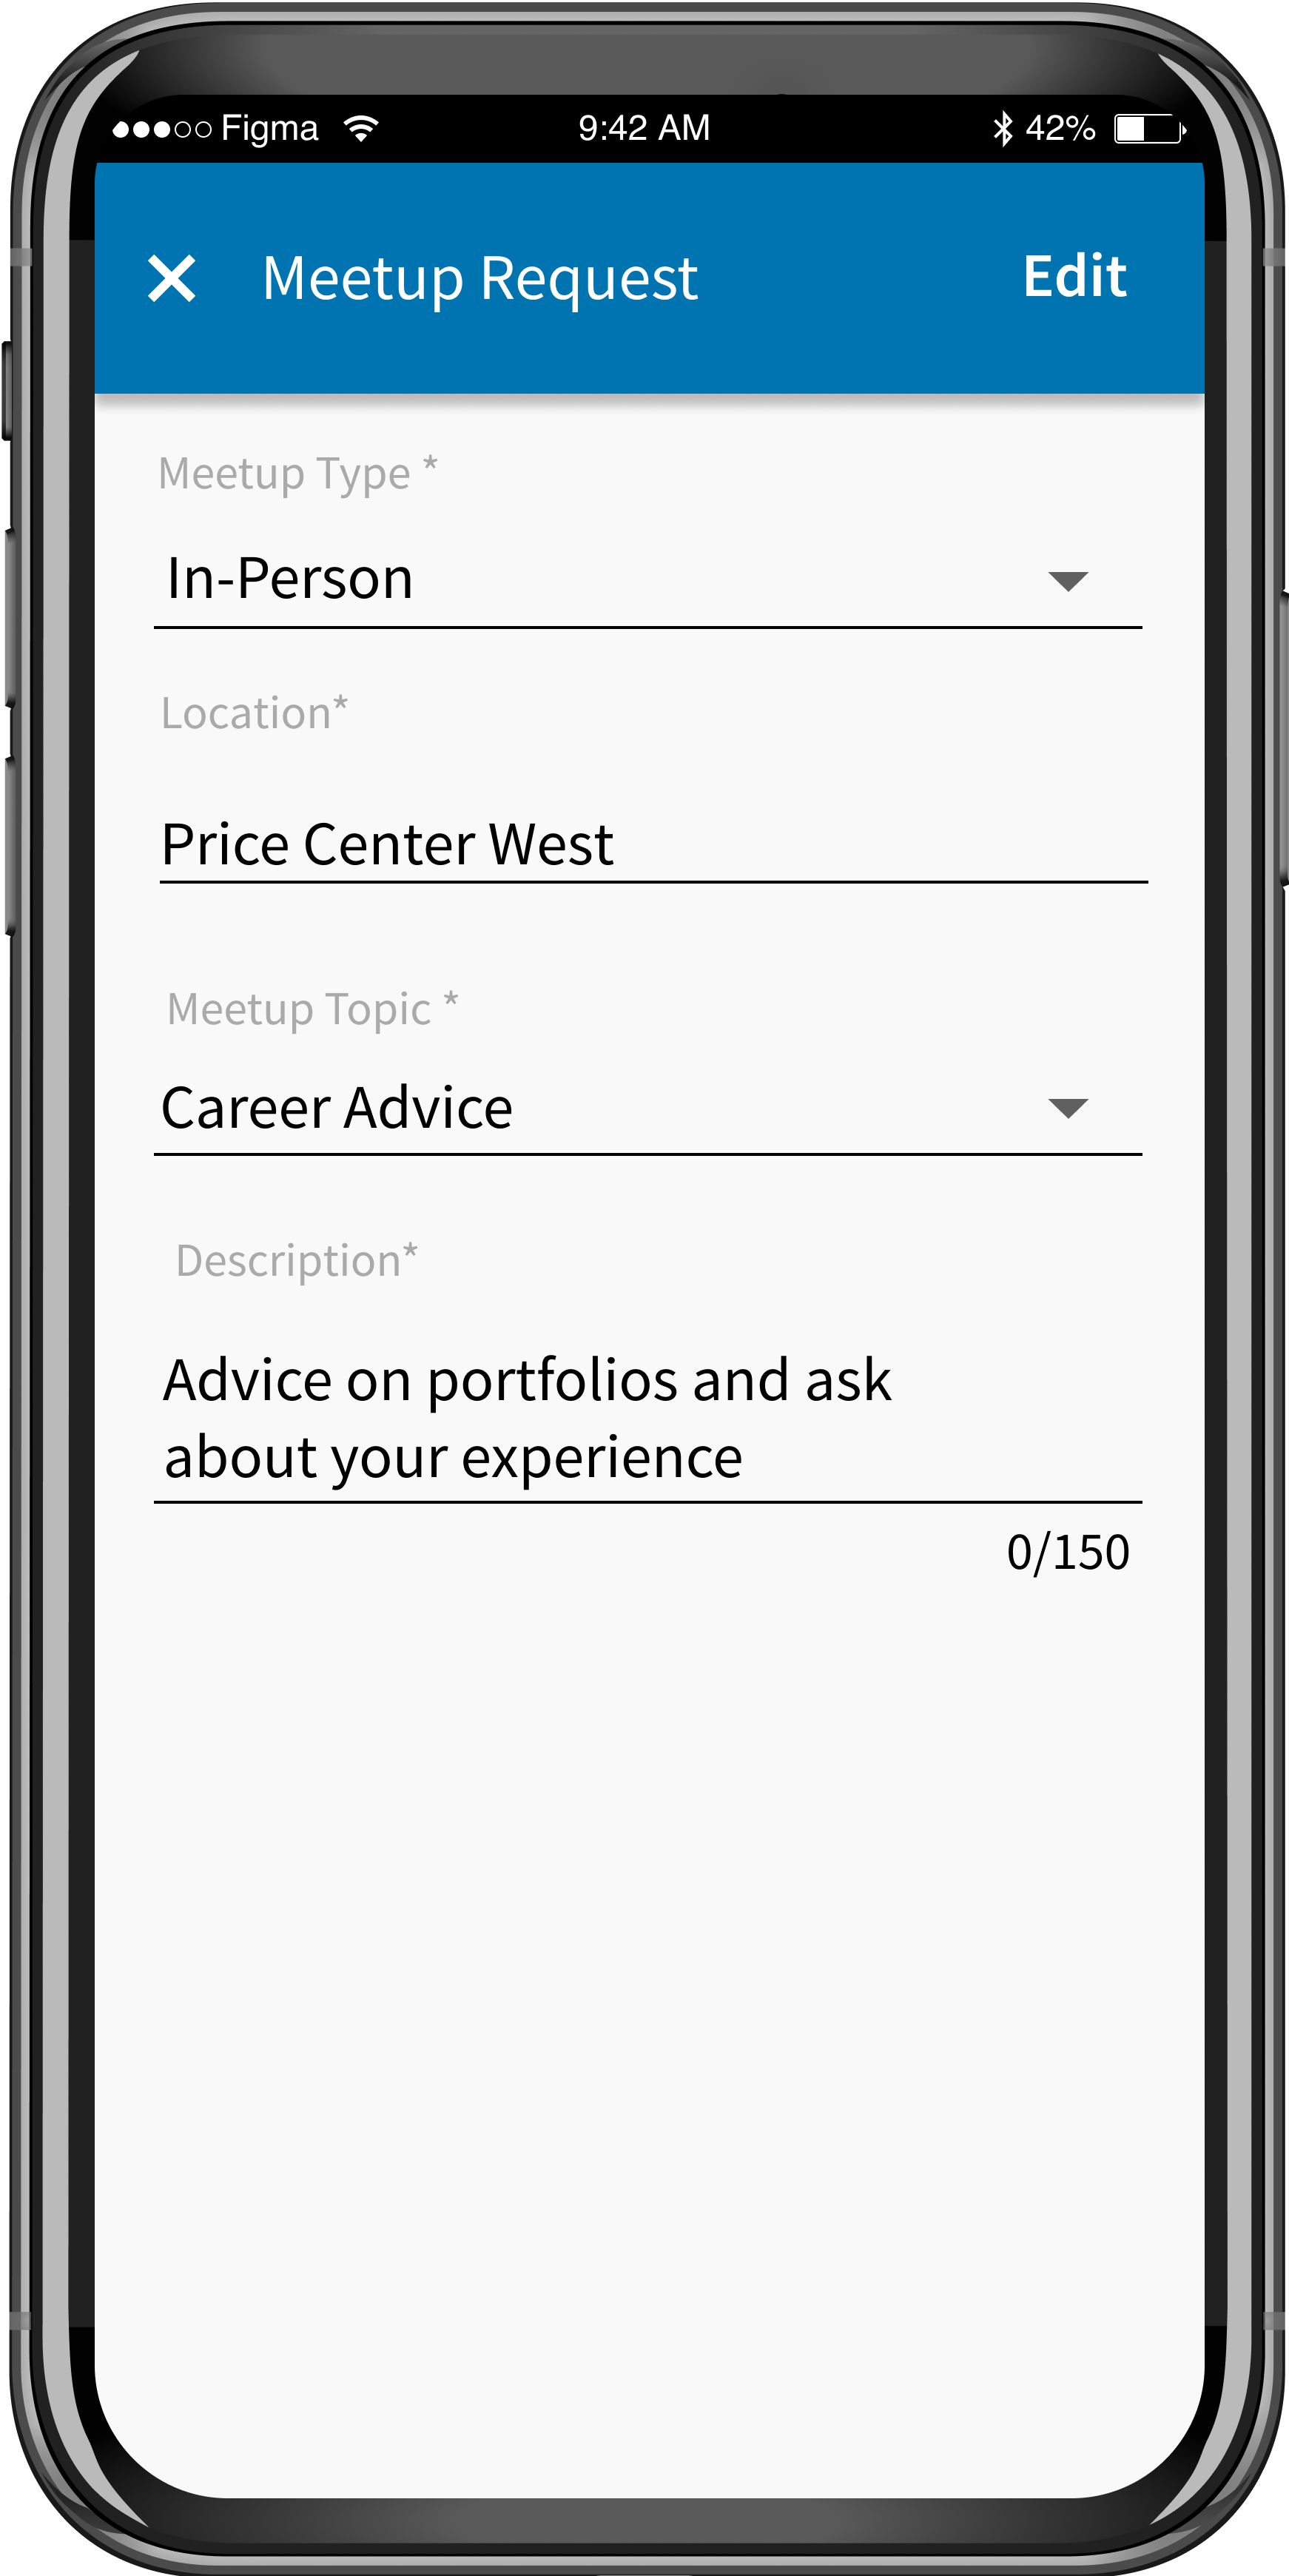 Figma 9:42 AM 42%
Meetup Request Edit
Meetup Type *
In-Person
Location*
Price Center West
Meetup Topic *
Career Advice
Description*
Advice on portfolios and ask
about your experience
0/150